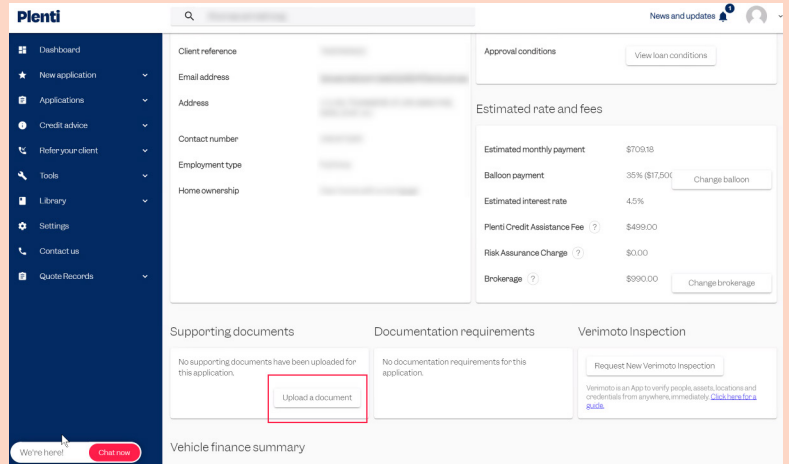 Plenti
News and updates
1
Dashboard
New application
Applications
Credit advice
Refer your client
Tools
Library
Settings
Contact us
Quote Records
We're here!
Chat now
Client reference
Email address
Address
Contact number
Employment type
Home ownership
Approval conditions
View loan conditions
Estimated rate and fees
Estimated monthly payment $709.18
Balloon payment 35% ($17,500
Change balloon
Estimated interest rate 4.5%
Plenti Credit Assistance Fee ? $499.00
Risk Assurance Charge ? $0.00
Brokerage ? $990.00
Change brokerage
Supporting documents
No supporting documents have been uploaded for
this application.
Upload a document
Documentation requirements
No documentation requirements for this
application.
Verimoto Inspection
Request New Verimoto Inspection
Verimoto is an App to verify people, assets, locations and
credentials from anywhere, immediately. Click here for a
guide.
Vehicle finance summary